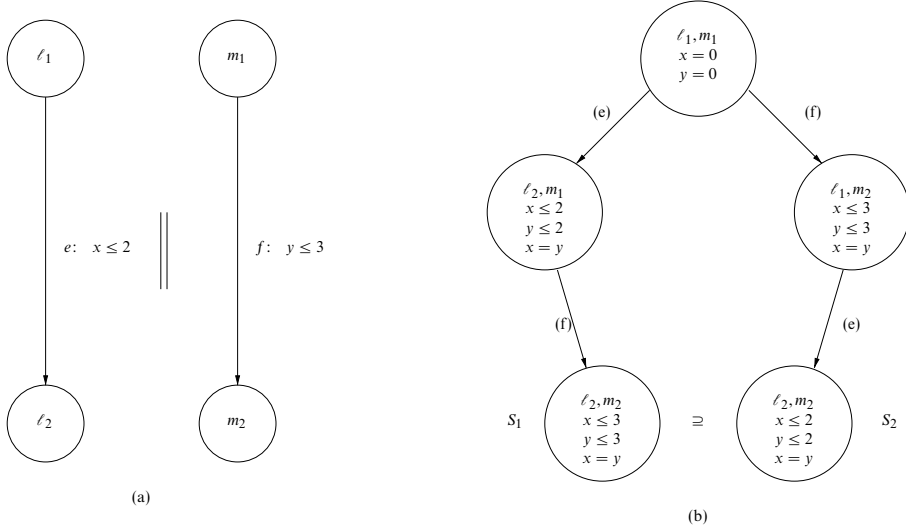 ℓ₁
m₁
e: x ≤ 2
f: y ≤ 3
ℓ₂
m₂
(a)
ℓ₁, m₁
x = 0
y = 0
(e)
(f)
ℓ₂, m₁
x ≤ 2
y ≤ 2
x = y
ℓ₁, m₂
x ≤ 3
y ≤ 3
x = y
(f)
(e)
S₁
ℓ₂, m₂
x ≤ 3
y ≤ 3
x = y
⊇
ℓ₂, m₂
x ≤ 2
y ≤ 2
x = y
S₂
(b)